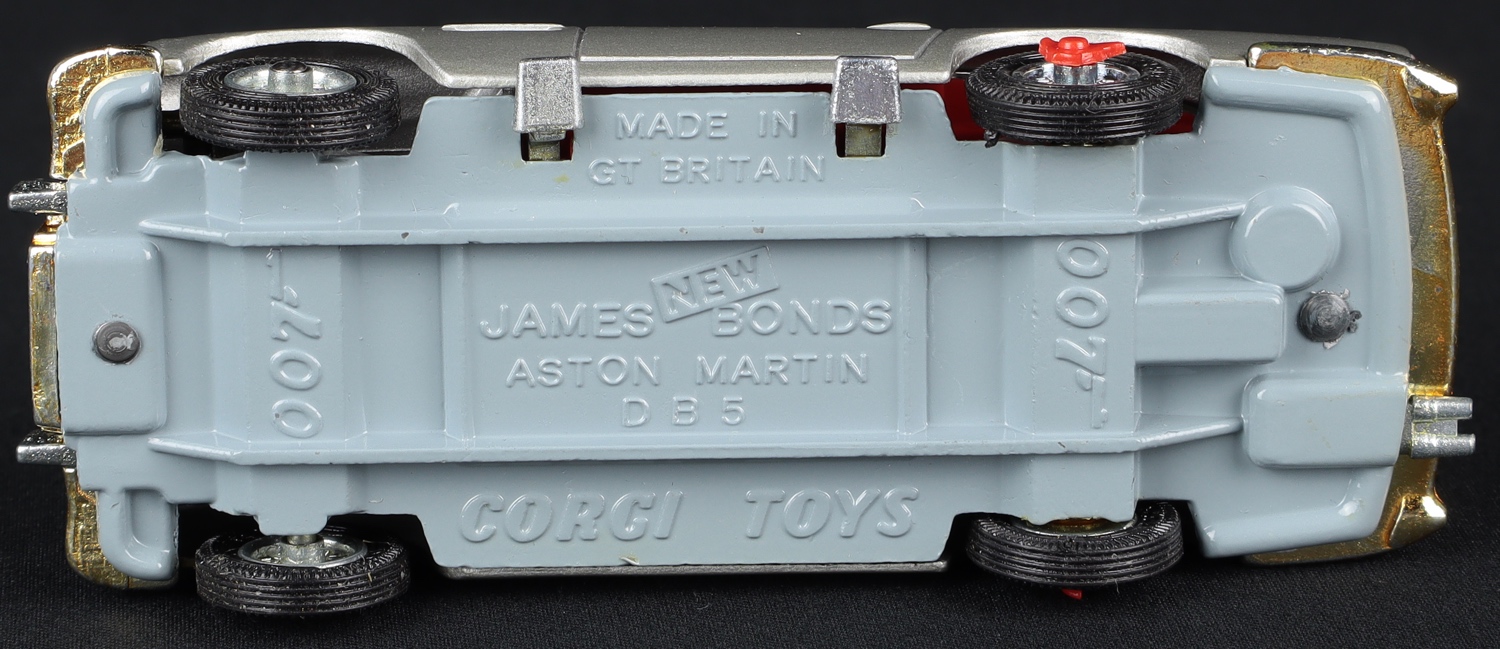 MADE IN
GT BRITAIN
NEW
JAMES BONDS
ASTON MARTIN
DB5
CORGI TOYS
007
007